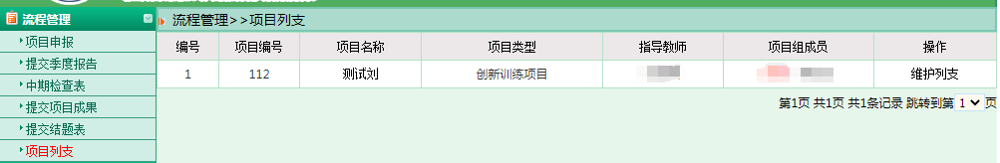 流程管理
项目申报
提交季度报告
中期检查表
提交项目成果
提交结题表
项目列支
流程管理>>项目列支
编号 项目编号 项目名称 项目类型 指导教师 项目组成员 操作
1 112 测试刘 创新训练项目 维护列支
第1页 共1页 共1条记录 跳转到第 1 页